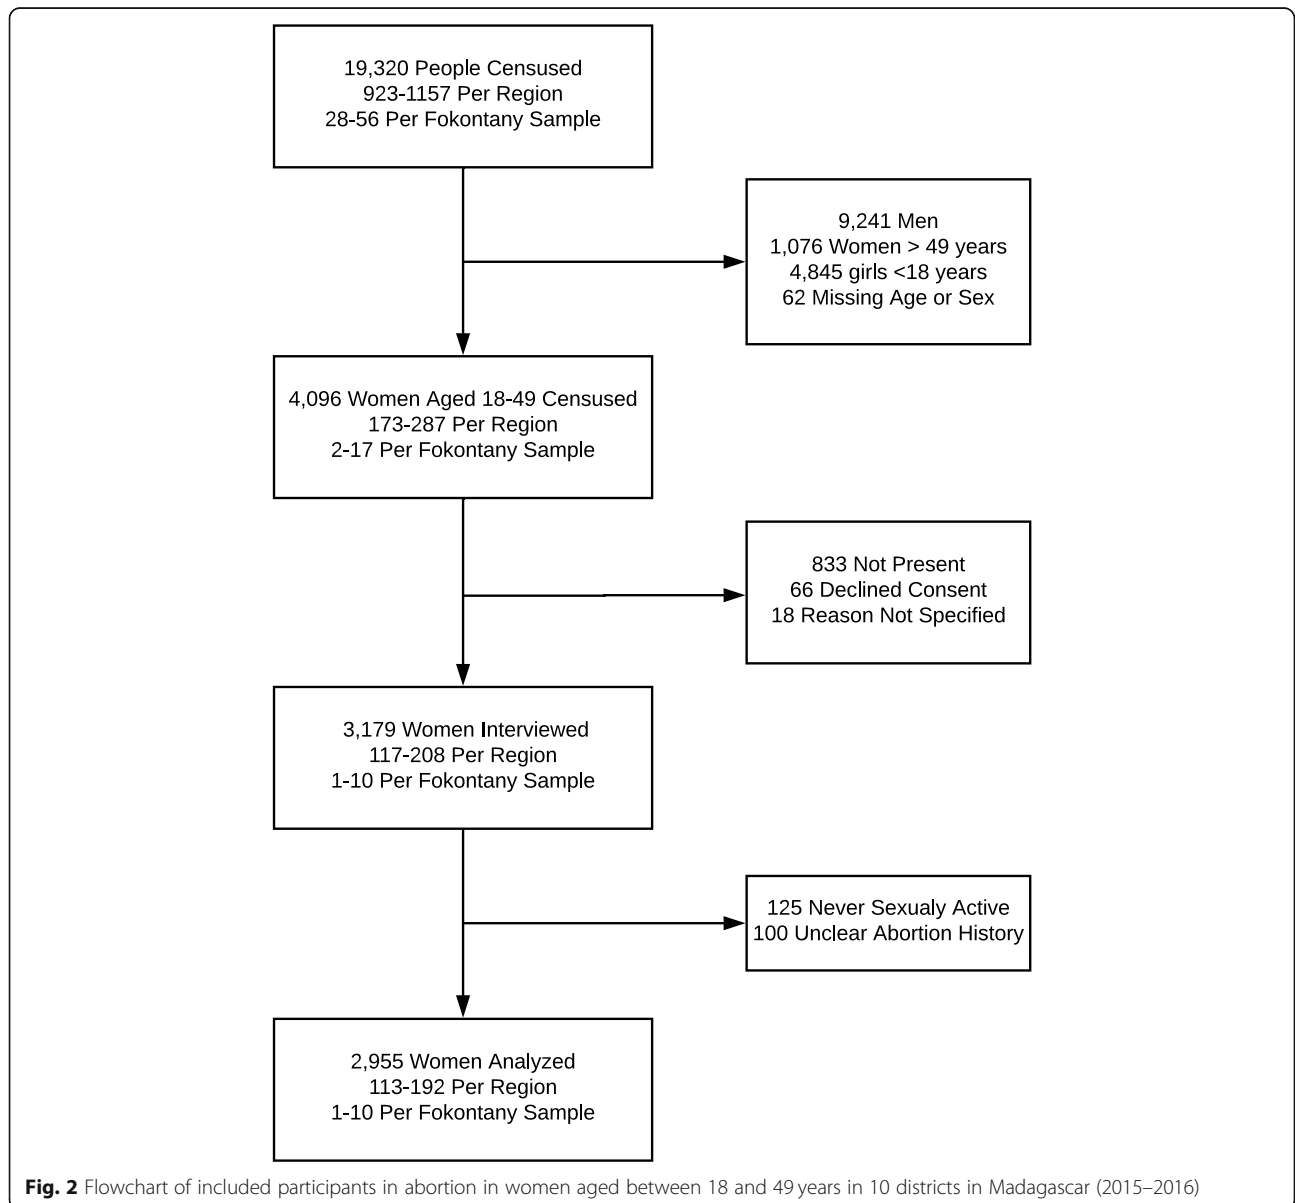 19,320 People Censused
923-1157 Per Region
28-56 Per Fokontany Sample
9,241 Men
1,076 Women > 49 years
4,845 girls <18 years
62 Missing Age or Sex
4,096 Women Aged 18-49 Censused
173-287 Per Region
2-17 Per Fokontany Sample
833 Not Present
66 Declined Consent
18 Reason Not Specified
3,179 Women Interviewed
117-208 Per Region
1-10 Per Fokontany Sample
125 Never Sexualy Active
100 Unclear Abortion History
2,955 Women Analyzed
113-192 Per Region
1-10 Per Fokontany Sample
Fig. 2 Flowchart of included participants in abortion in women aged between 18 and 49 years in 10 districts in Madagascar (2015–2016)